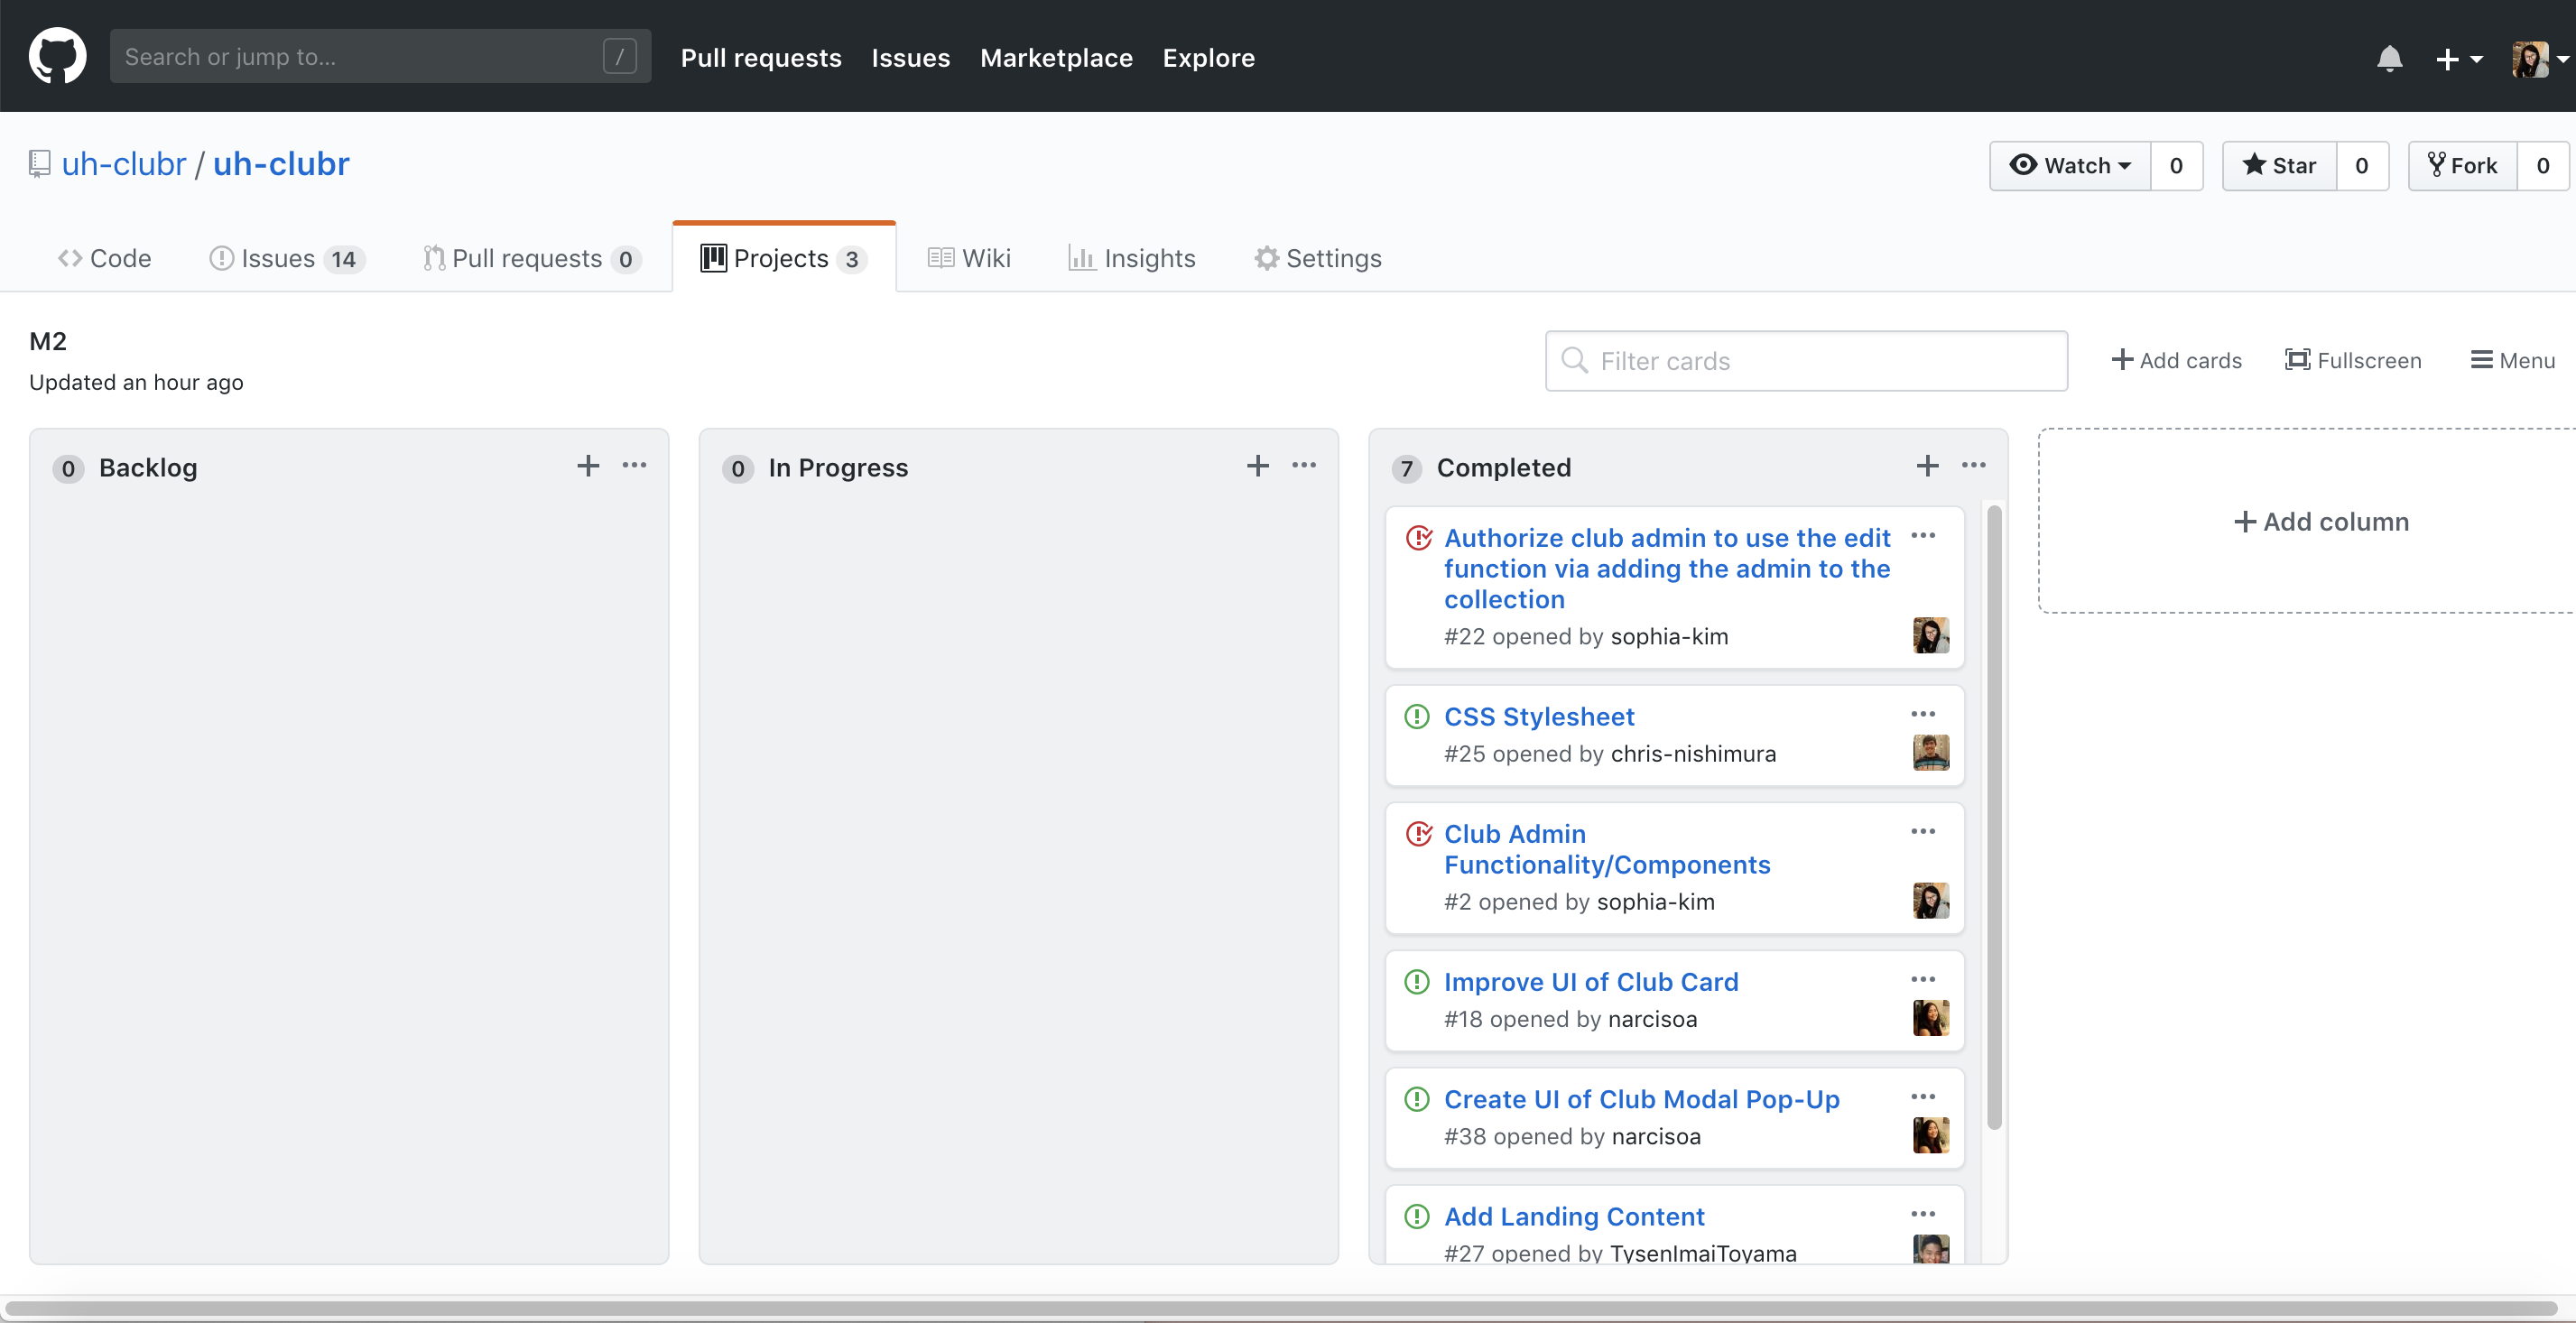 Search or jump to... / Pull requests Issues Marketplace Explore
uh-clubr / uh-clubr Watch 0 Star 0 Fork 0
Code Issues 14 Pull requests 0 Projects 3 Wiki Insights Settings
M2
Updated an hour ago
Filter cards + Add cards Fullscreen Menu
0 Backlog + ...
0 In Progress + ...
7 Completed + ...
Authorize club admin to use the edit ...
function via adding the admin to the
collection
#22 opened by sophia-kim
CSS Stylesheet ...
#25 opened by chris-nishimura
Club Admin ...
Functionality/Components
#2 opened by sophia-kim
Improve UI of Club Card ...
#18 opened by narcisoa
Create UI of Club Modal Pop-Up ...
#38 opened by narcisoa
Add Landing Content ...
#27 opened by TysenImaiToyama
+ Add column